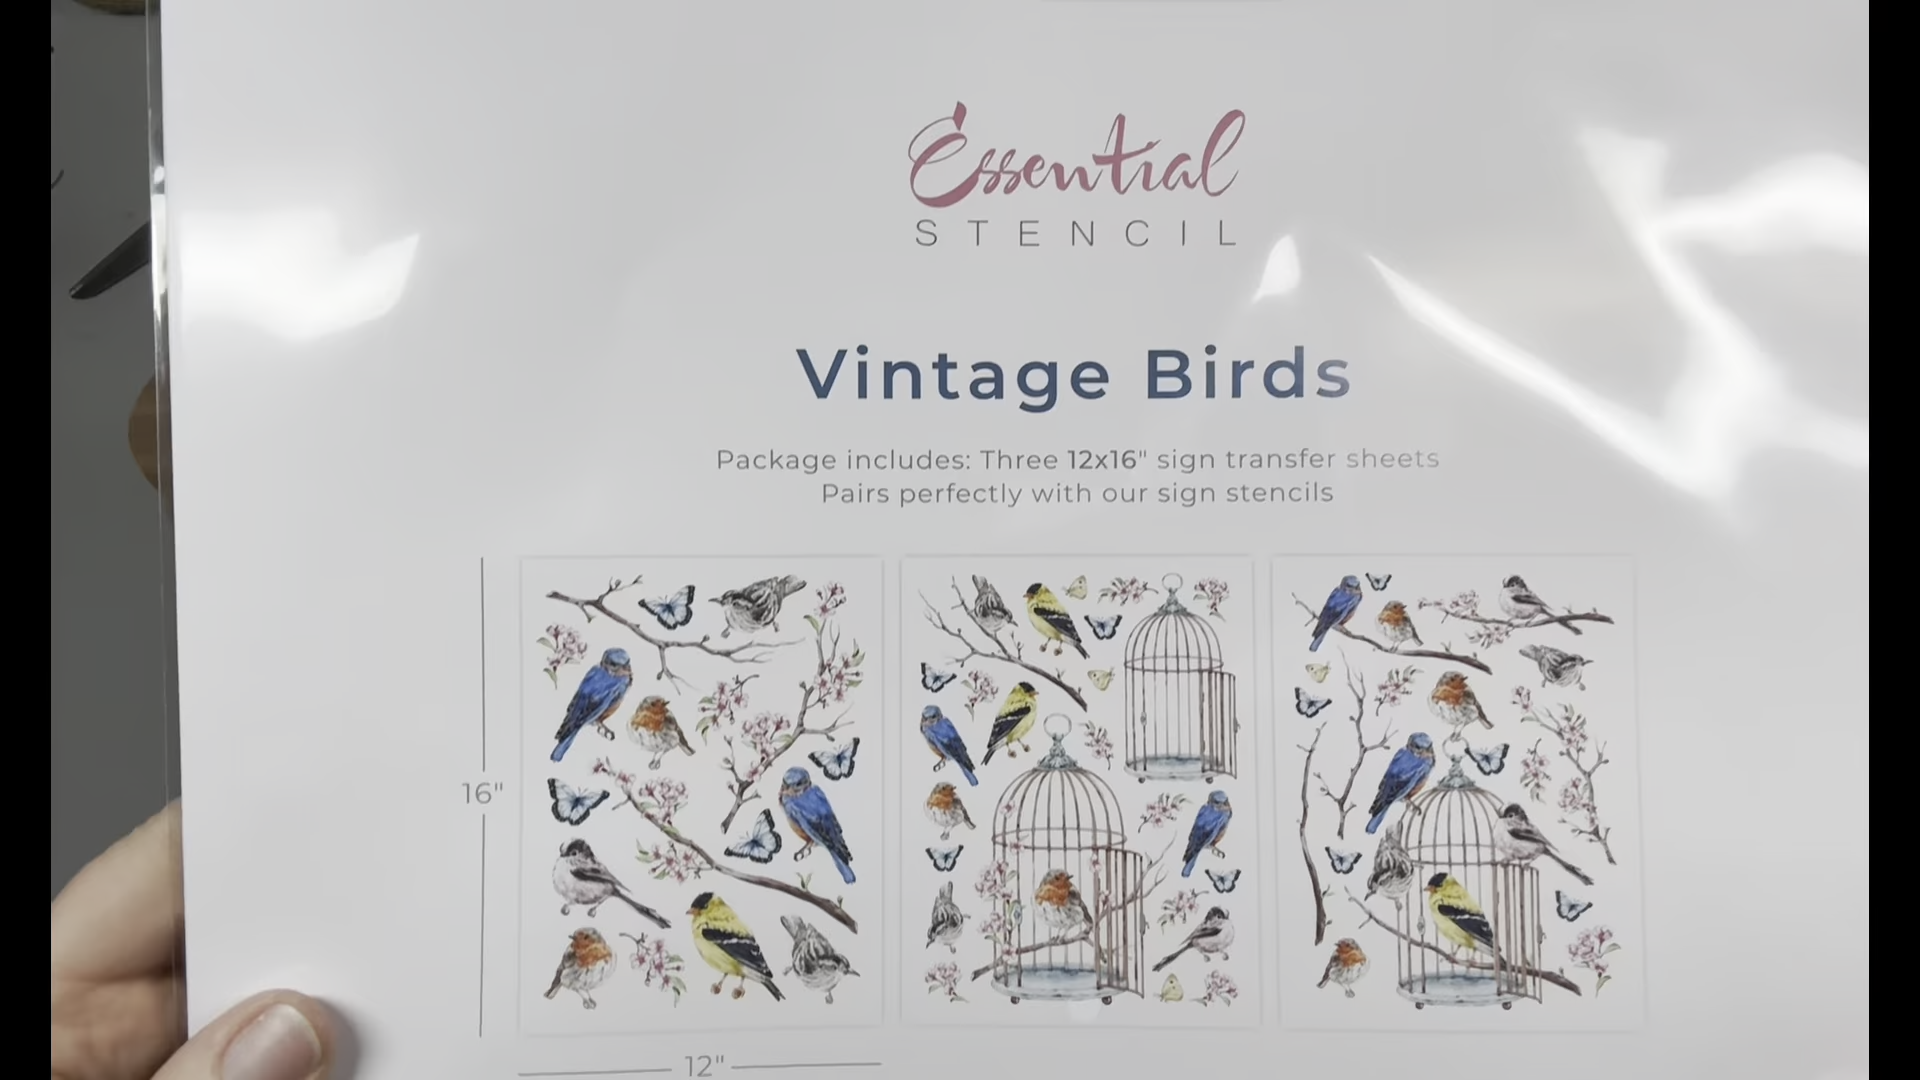 Essential
STENCIL
Vintage Birds
Package includes: Three 12x16" sign transfer sheets
Pairs perfectly with our sign stencils
16"
12"